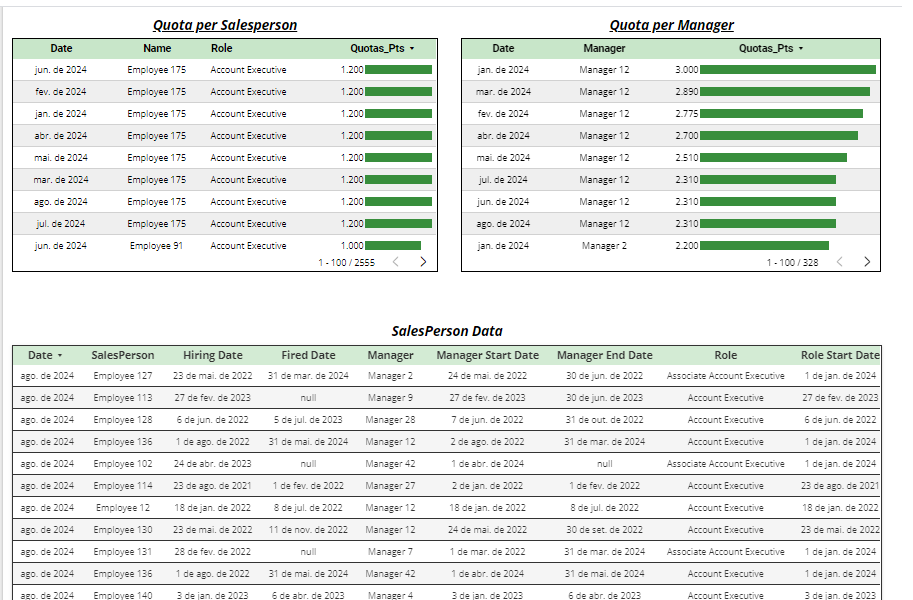 Quota per Salesperson
Date Name Role Quotas_Pts
jun. de 2024 Employee 175 Account Executive 1.200
fev. de 2024 Employee 175 Account Executive 1.200
jan. de 2024 Employee 175 Account Executive 1.200
abr. de 2024 Employee 175 Account Executive 1.200
mai. de 2024 Employee 175 Account Executive 1.200
mar. de 2024 Employee 175 Account Executive 1.200
ago. de 2024 Employee 175 Account Executive 1.200
jul. de 2024 Employee 175 Account Executive 1.200
jun. de 2024 Employee 91 Account Executive 1.000
1 - 100 / 2555
Quota per Manager
Date Manager Quotas_Pts
jan. de 2024 Manager 12 3.000
mar. de 2024 Manager 12 2.890
fev. de 2024 Manager 12 2.775
abr. de 2024 Manager 12 2.700
mai. de 2024 Manager 12 2.510
jul. de 2024 Manager 12 2.310
jun. de 2024 Manager 12 2.310
ago. de 2024 Manager 12 2.310
jan. de 2024 Manager 2 2.200
1 - 100 / 328
SalesPerson Data
Date SalesPerson Hiring Date Fired Date Manager Manager Start Date Manager End Date Role Role Start Date
ago. de 2024 Employee 127 23 de mai. de 2022 31 de mar. de 2024 Manager 2 24 de mai. de 2022 30 de jun. de 2022 Associate Account Executive 1 de jan. de 2024
ago. de 2024 Employee 113 27 de fev. de 2023 null Manager 9 27 de fev. de 2023 30 de jun. de 2023 Account Executive 27 de fev. de 2023
ago. de 2024 Employee 128 6 de jun. de 2022 5 de jul. de 2023 Manager 28 7 de jun. de 2022 31 de out. de 2022 Account Executive 6 de jun. de 2022
ago. de 2024 Employee 136 1 de ago. de 2022 31 de mai. de 2024 Manager 12 2 de ago. de 2022 31 de mar. de 2024 Account Executive 1 de jan. de 2024
ago. de 2024 Employee 102 24 de abr. de 2023 null Manager 42 1 de abr. de 2024 null Associate Account Executive 1 de jan. de 2024
ago. de 2024 Employee 114 23 de ago. de 2021 1 de fev. de 2022 Manager 27 2 de jan. de 2022 1 de fev. de 2022 Account Executive 23 de ago. de 2021
ago. de 2024 Employee 12 18 de jan. de 2022 8 de jul. de 2022 Manager 12 18 de jan. de 2022 8 de jul. de 2022 Account Executive 18 de jan. de 2022
ago. de 2024 Employee 130 23 de mai. de 2022 11 de nov. de 2022 Manager 12 24 de mai. de 2022 30 de set. de 2022 Account Executive 23 de mai. de 2022
ago. de 2024 Employee 131 28 de fev. de 2022 null Manager 7 1 de mar. de 2022 31 de mar. de 2024 Associate Account Executive 1 de jan. de 2024
ago. de 2024 Employee 136 1 de ago. de 2022 31 de mai. de 2024 Manager 42 1 de abr. de 2024 31 de mai. de 2024 Account Executive 1 de jan. de 2024
ago. de 2024 Employee 140 3 de jan. de 2023 6 de abr. de 2023 Manager 4 3 de jan. de 2023 6 de abr. de 2023 Account Executive 3 de jan. de 2023